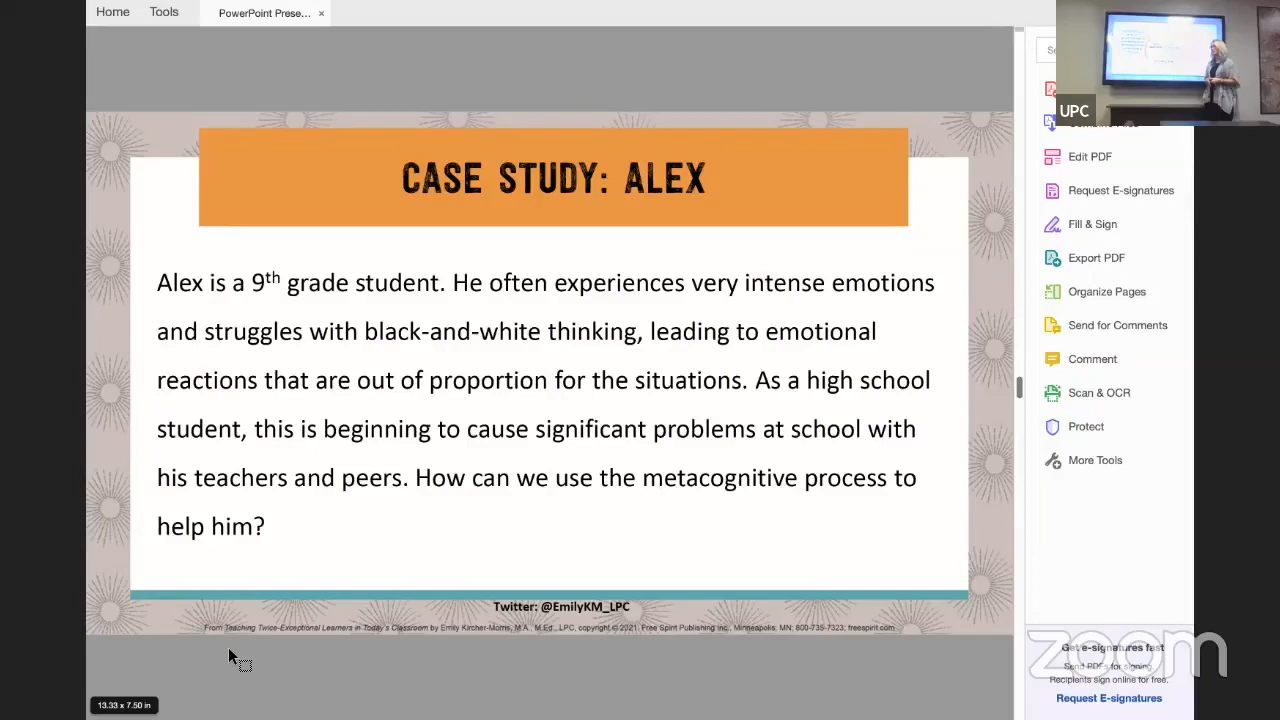 Home Tools PowerPoint Prese... ×
UPC
Edit PDF
Request E-signatures
Fill & Sign
Export PDF
Organize Pages
Send for Comments
Comment
Scan & OCR
Protect
More Tools
CASE STUDY: ALEX
Alex is a 9th grade student. He often experiences very intense emotions
and struggles with black-and-white thinking, leading to emotional
reactions that are out of proportion for the situations. As a high school
student, this is beginning to cause significant problems at school with
his teachers and peers. How can we use the metacognitive process to
help him?
Twitter: @EmilyKM_LPC
From Teaching Twice-Exceptional Learners in Today's Classroom by Emily Kircher-Morris, M.A., M.Ed., LPC, copyright © 2021. Free Spirit Publishing Inc., Minneapolis, MN; 800-735-7323; freespirit.com
Get e-signatures fast
Send PDFs for signing.
Recipients sign online for free.
Request E-signatures
zoom
13.33 x 7.50 in